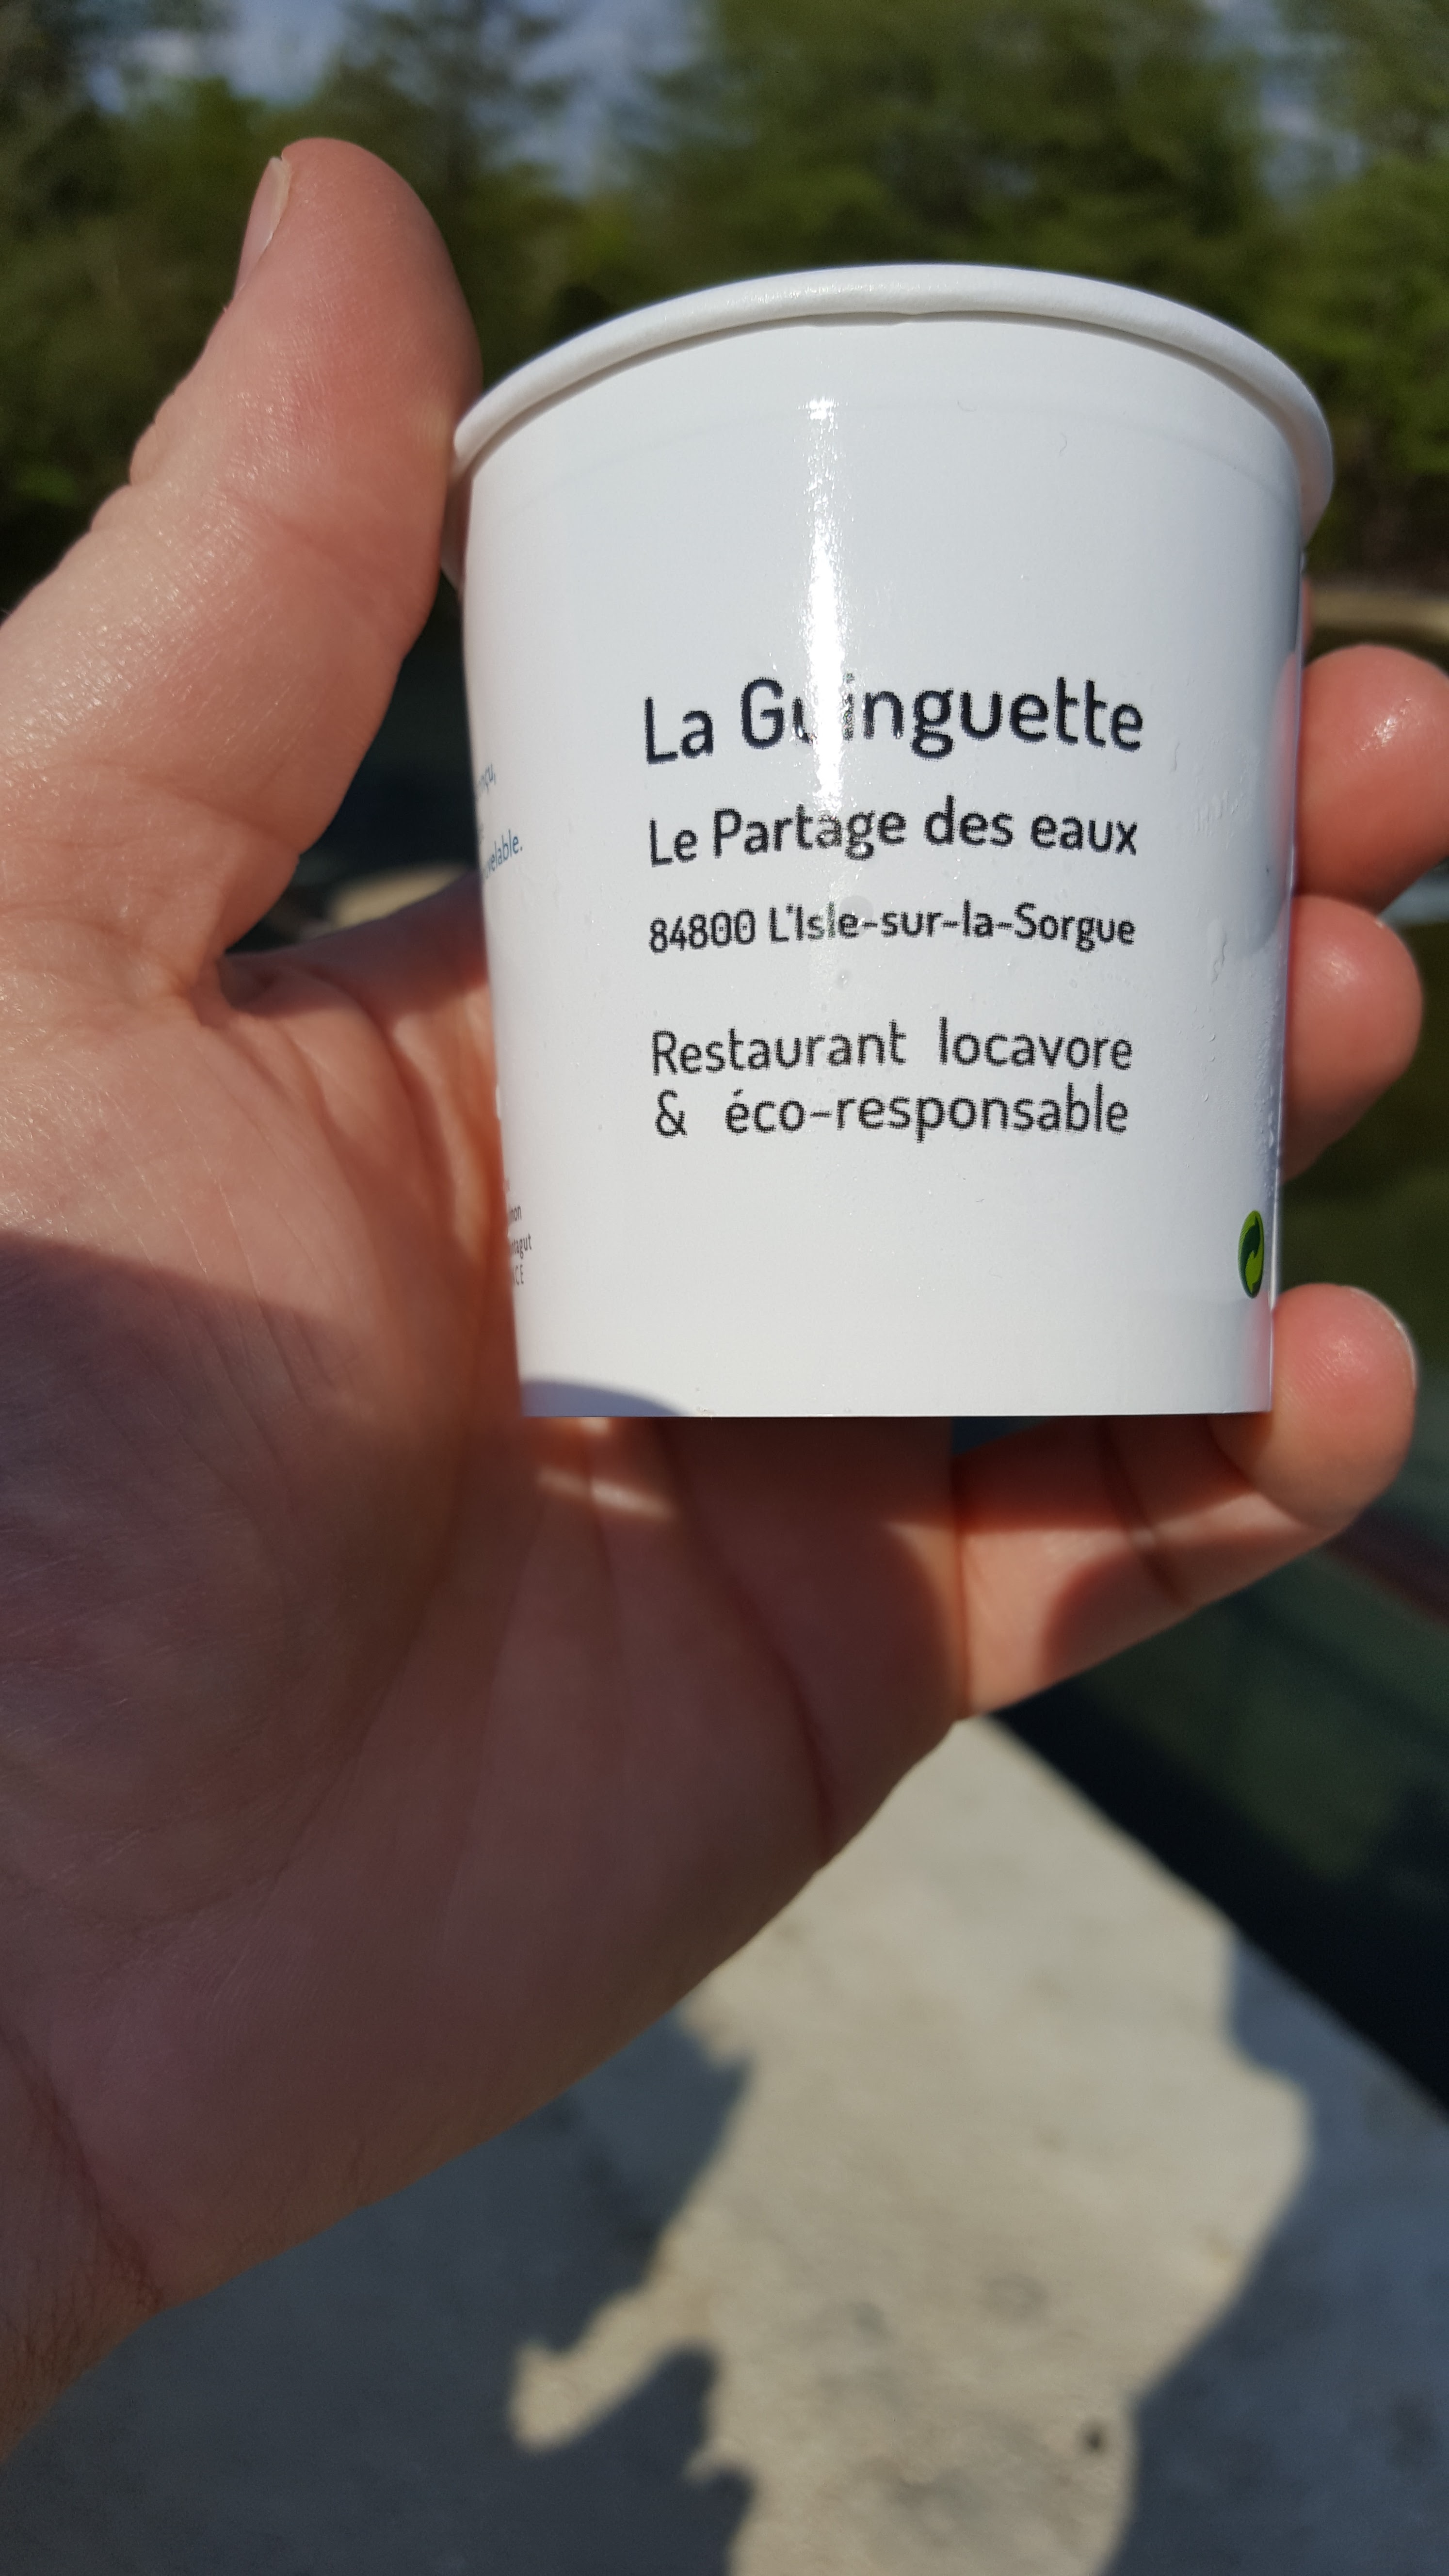 La Guinguette
Le Partage des eaux
84800 L'Isle-sur-la-Sorgue
Restaurant locavore
& éco-responsable